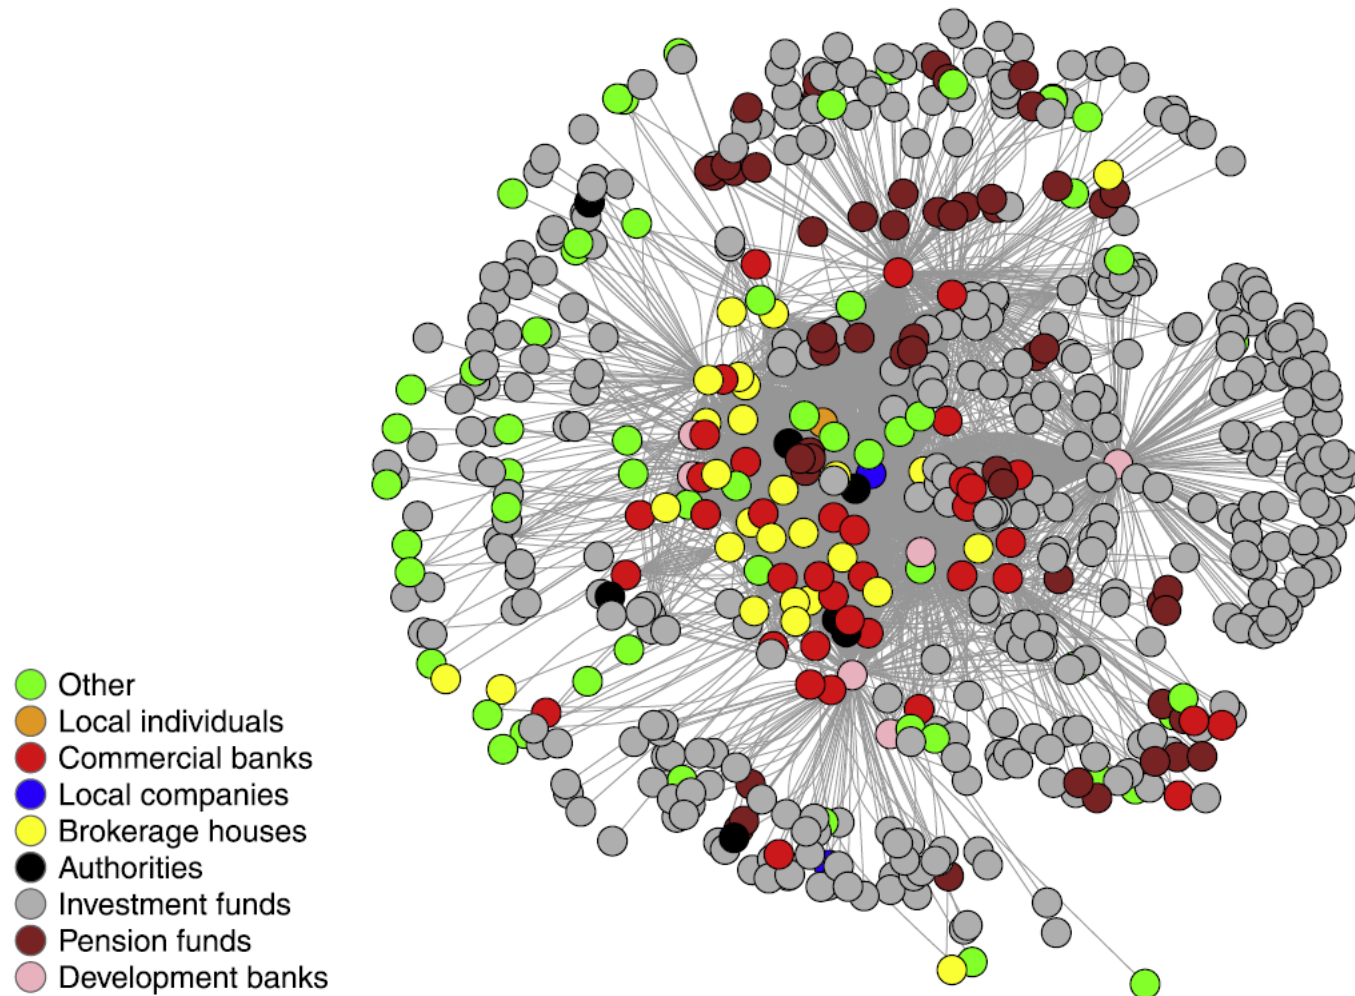 Other
Local individuals
Commercial banks
Local companies
Brokerage houses
Authorities
Investment funds
Pension funds
Development banks